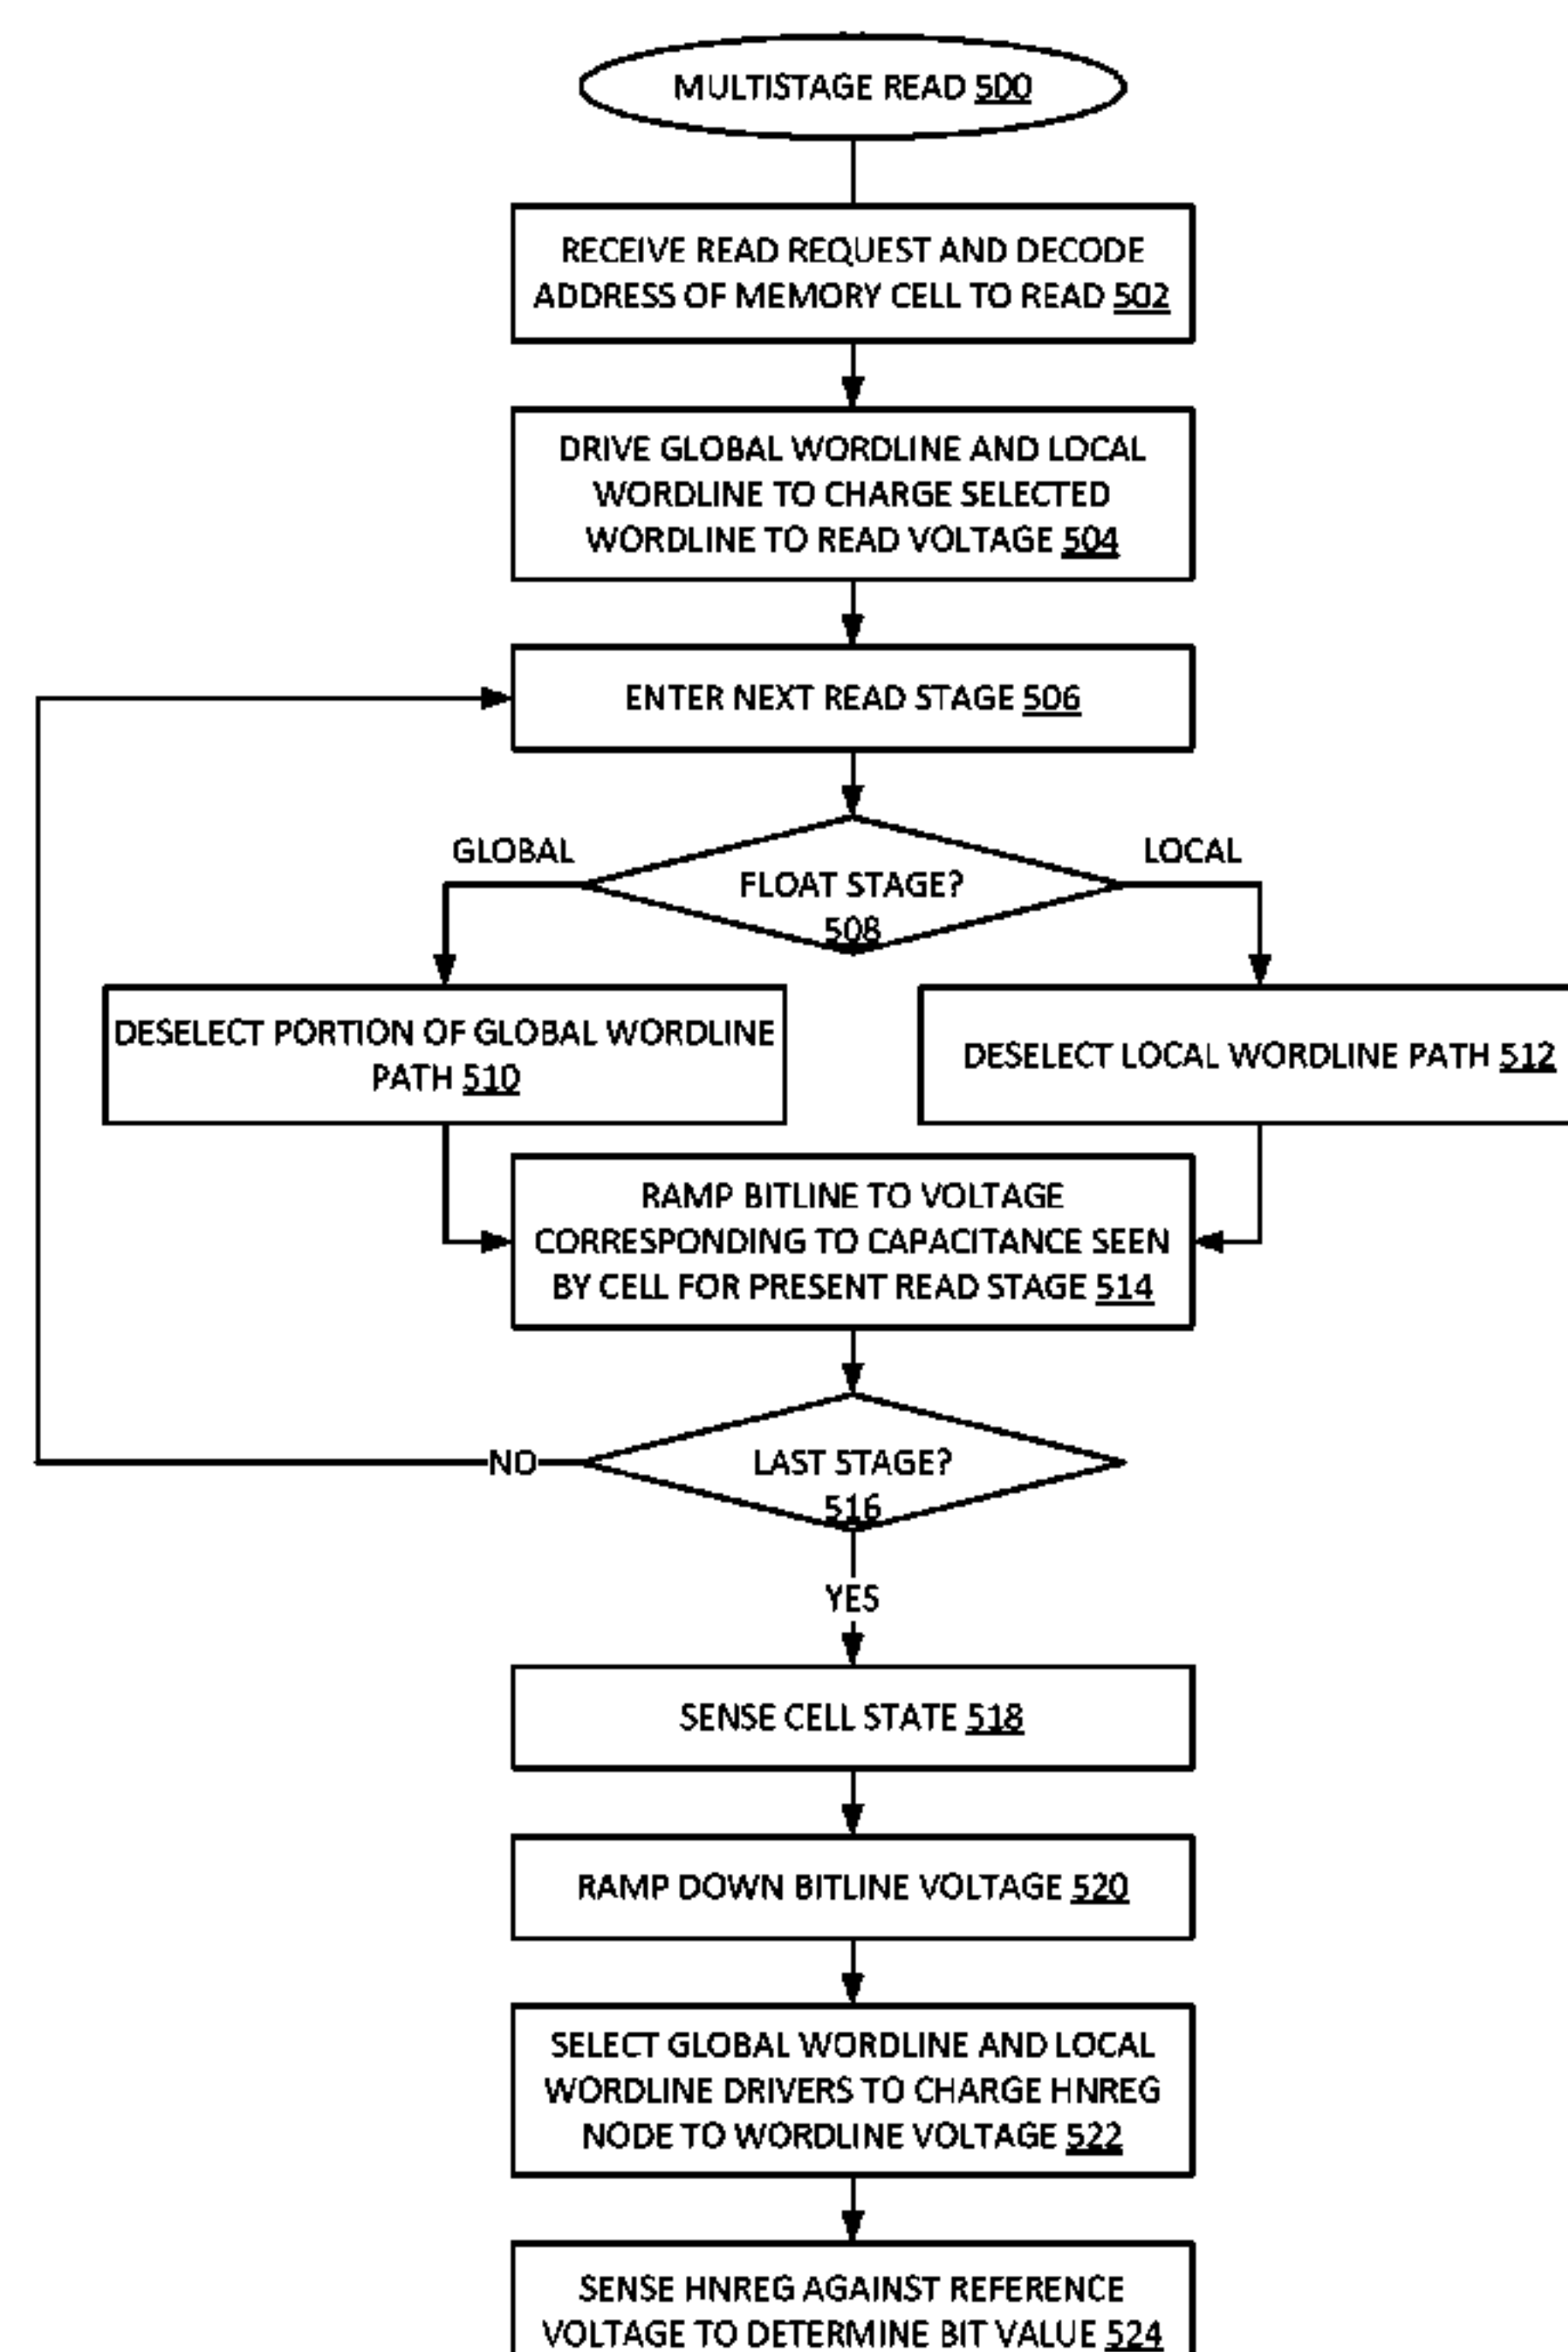 MULTISTAGE READ 500
RECEIVE READ REQUEST AND DECODE
ADDRESS OF MEMORY CELL TO READ 502
DRIVE GLOBAL WORDLINE AND LOCAL
WORDLINE TO CHARGE SELECTED
WORDLINE TO READ VOLTAGE 504
ENTER NEXT READ STAGE 506
GLOBAL
LOCAL
FLOAT STAGE?
508
DESELECT PORTION OF GLOBAL WORDLINE
PATH 510
DESELECT LOCAL WORDLINE PATH 512
RAMP BITLINE TO VOLTAGE
CORRESPONDING TO CAPACITANCE SEEN
BY CELL FOR PRESENT READ STAGE 514
NO
LAST STAGE?
516
YES
SENSE CELL STATE 518
RAMP DOWN BITLINE VOLTAGE 520
SELECT GLOBAL WORDLINE AND LOCAL
WORDLINE DRIVERS TO CHARGE HNREG
NODE TO WORDLINE VOLTAGE 522
SENSE HNREG AGAINST REFERENCE
VOLTAGE TO DETERMINE BIT VALUE 524